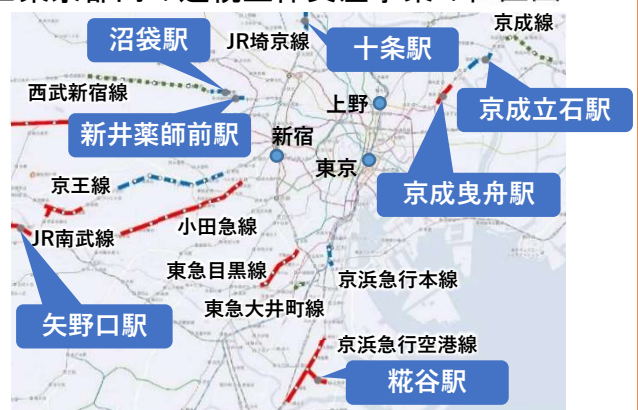 沼袋駅
JR埼京線
十条駅
京成線
西武新宿線
上野
京成立石駅
新井薬師前駅
新宿
東京
京成曳舟駅
京王線
小田急線
JR南武線
東急目黒線
京浜急行本線
東急大井町線
矢野口駅
京浜急行空港線
糀谷駅